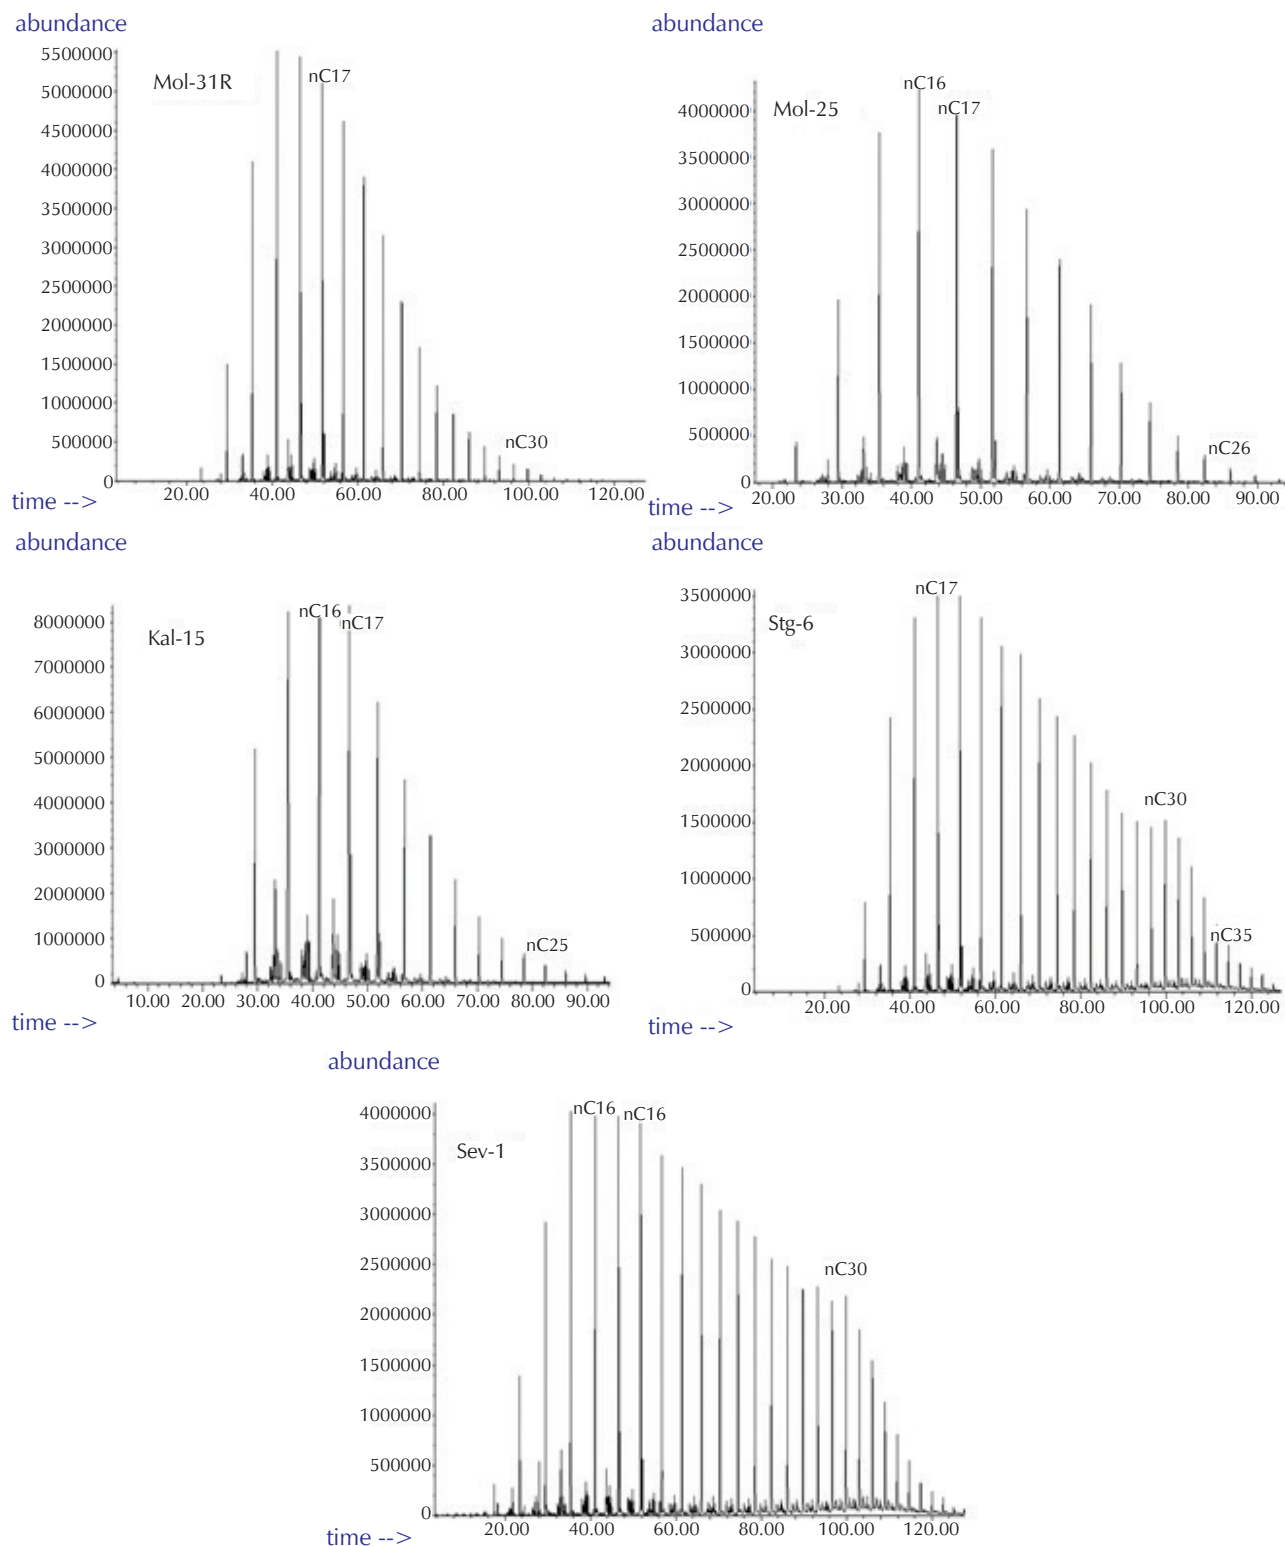 abundance
Mol-31R
nC17
nC30
5500000
5000000
4500000
4000000
3500000
3000000
2500000
2000000
1500000
1000000
500000
0
20.00 40.00 60.00 80.00 100.00 120.00
time -->
abundance
Mol-25
nC16
nC17
nC26
4000000
3500000
3000000
2500000
2000000
1500000
1000000
500000
0
20.00 30.00 40.00 50.00 60.00 70.00 80.00 90.00
time -->
abundance
Kal-15
nC16
nC17
nC25
8000000
7000000
6000000
5000000
4000000
3000000
2000000
1000000
0
10.00 20.00 30.00 40.00 50.00 60.00 70.00 80.00 90.00
time -->
abundance
Stg-6
nC17
nC30
nC35
3500000
3000000
2500000
2000000
1500000
1000000
500000
0
20.00 40.00 60.00 80.00 100.00 120.00
time -->
abundance
Sev-1
nC16
nC16
nC30
4000000
3500000
3000000
2500000
2000000
1500000
1000000
500000
0
20.00 40.00 60.00 80.00 100.00 120.00
time -->